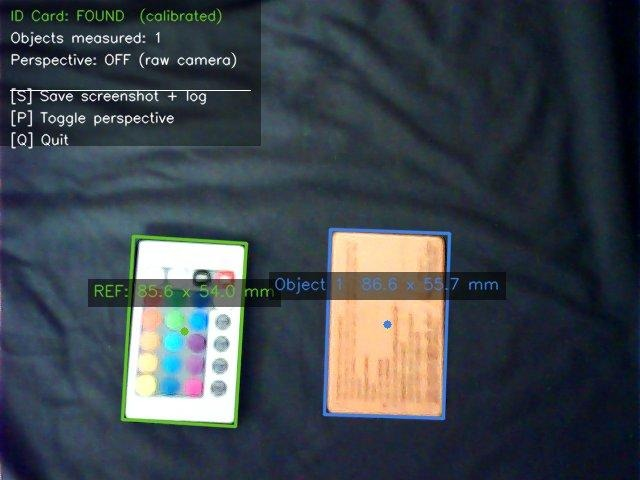 ID Card: FOUND  (calibrated)
Objects measured: 1
Perspective: OFF (raw camera)
[S] Save screenshot + log
[P] Toggle perspective
[Q] Quit
REF: 85.6 x 54.0 mm
Object 1  86.6 x 55.7 mm